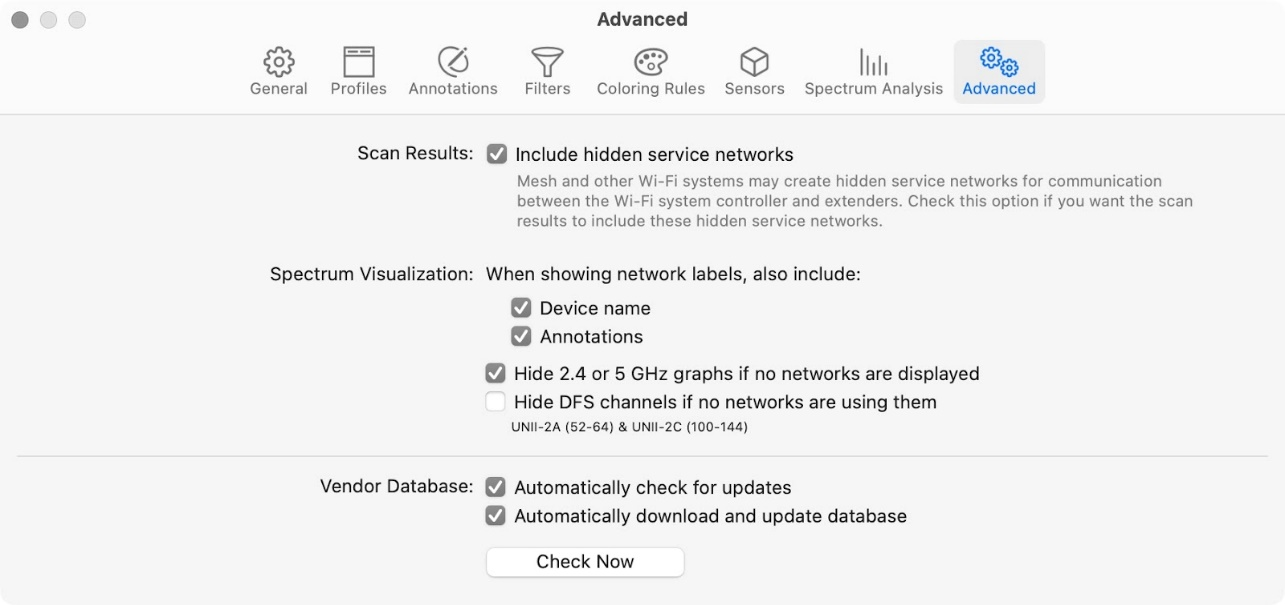 Advanced
General Profiles Annotations Filters Coloring Rules Sensors Spectrum Analysis Advanced
Scan Results: Include hidden service networks
Mesh and other Wi-Fi systems may create hidden service networks for communication
between the Wi-Fi system controller and extenders. Check this option if you want the scan
results to include these hidden service networks.
Spectrum Visualization: When showing network labels, also include:
Device name
Annotations
Hide 2.4 or 5 GHz graphs if no networks are displayed
Hide DFS channels if no networks are using them
UNII-2A (52-64) & UNII-2C (100-144)
Vendor Database: Automatically check for updates
Automatically download and update database
Check Now